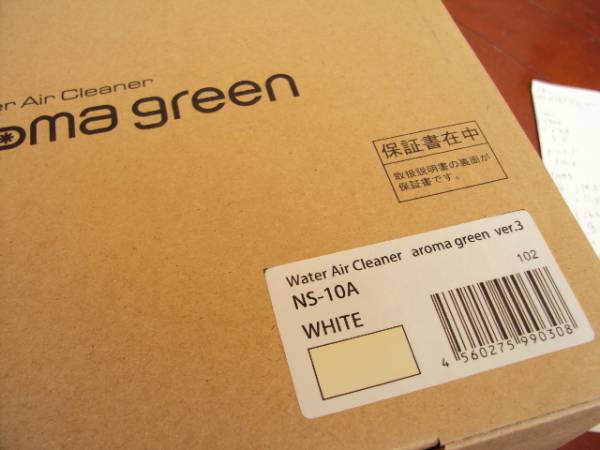 er Air Cleaner
oma green
保証書在中
取扱説明書の裏面が
保証書です。
Water Air Cleaner aroma green ver.3
NS-10A
102
WHITE
4 560275 990308